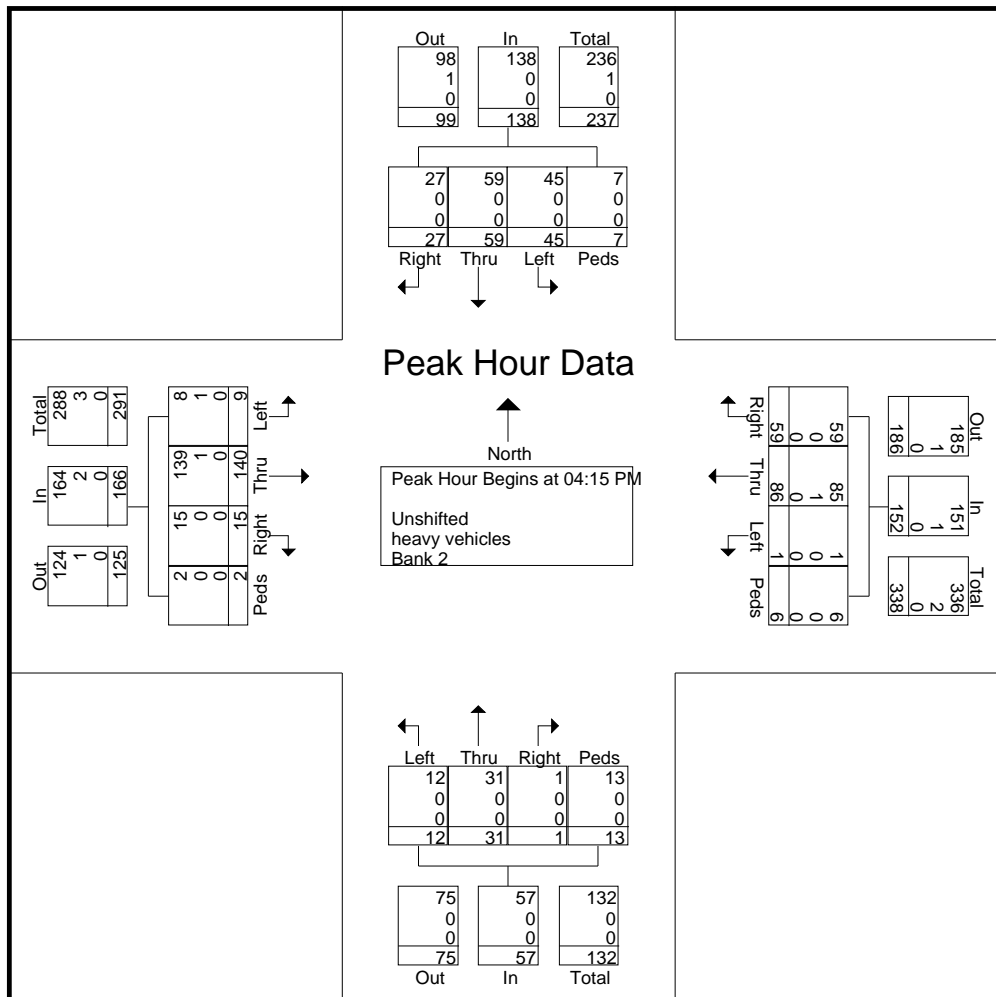 Out In Total
98 138 236
1 0 1
0 0 0
99 138 237
27 59 45 7
0 0 0 0
0 0 0 0
27 59 45 7
Right Thru Left Peds
Peak Hour Data
North
Peak Hour Begins at 04:15 PM
Unshifted
heavy vehicles
Bank 2
Total
288 3 0 291
In
164 2 0 166
Out
124 1 0 125
Left
8 1 0 9
Thru
139 1 0 140
Right
15 0 0 15
Peds
2 0 0 2
Right
59 0 0 59
Thru
85 1 0 86
Left
1 0 0 1
Peds
6 0 0 6
Out
185 1 0 186
In
151 1 0 152
Total
336 2 0 338
Left Thru Right Peds
12 31 1 13
0 0 0 0
0 0 0 0
12 31 1 13
75 57 132
0 0 0
0 0 0
75 57 132
Out In Total